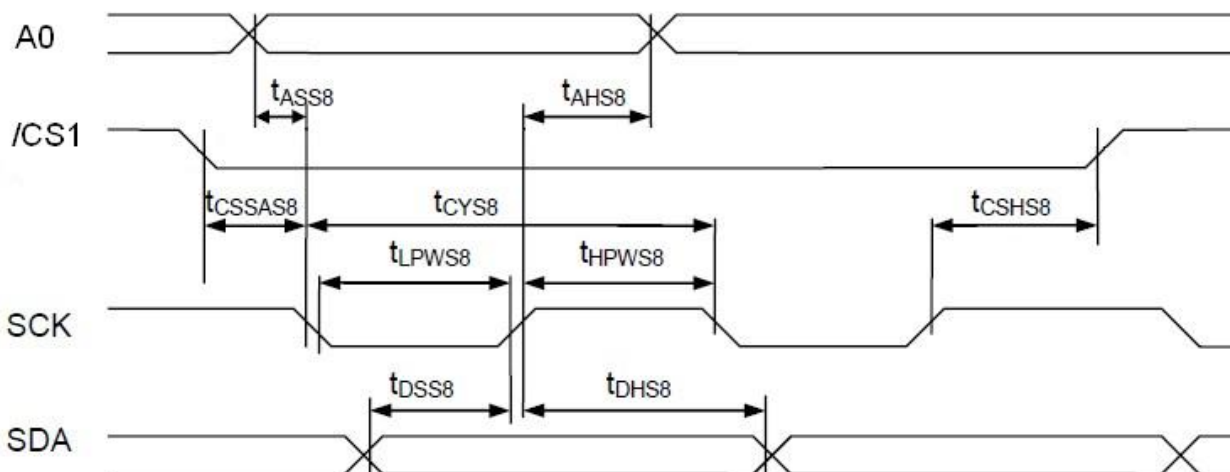 A0
tASS8
tAHS8
/CS1
tCSSAS8
tCYS8
tCSHS8
tLPWS8
tHPWS8
SCK
tDSS8
tDHS8
SDA